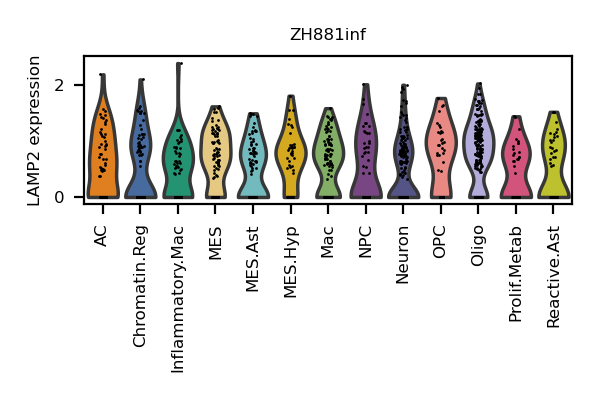 ZH881inf
LAMP2 expression
2
0
AC
Chromatin.Reg
Inflammatory.Mac
MES
MES.Ast
MES.Hyp
Mac
NPC
Neuron
OPC
Oligo
Prolif.Metab
Reactive.Ast